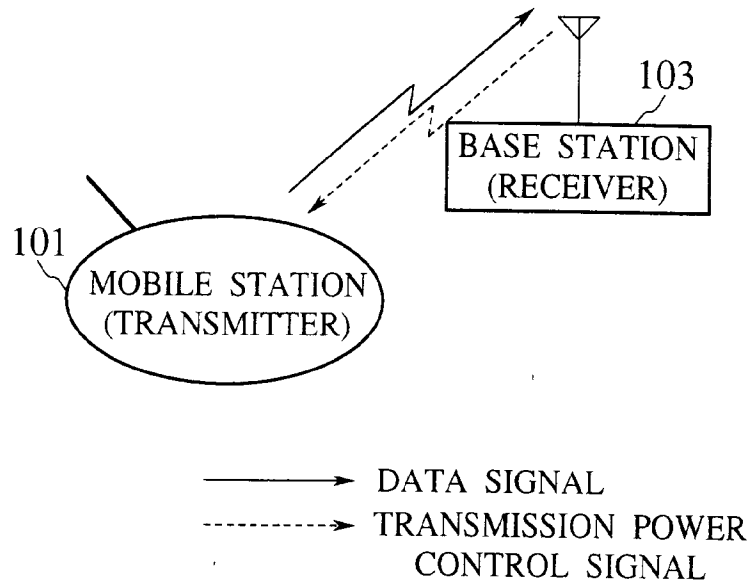 103
BASE STATION
(RECEIVER)
101
MOBILE STATION
(TRANSMITTER)
DATA SIGNAL
TRANSMISSION POWER
CONTROL SIGNAL